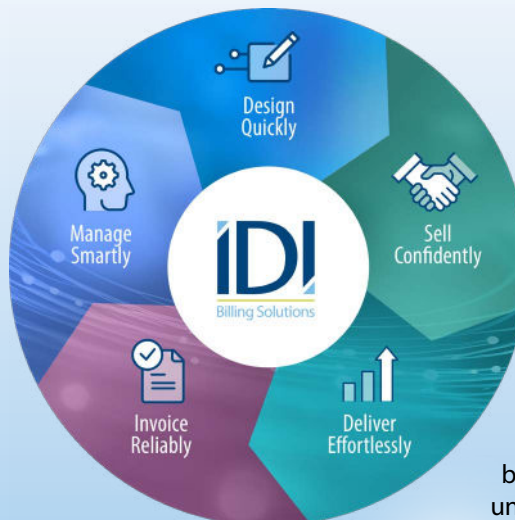 Design
Quickly
Sell
Confidently
Deliver
Effortlessly
Invoice
Reliably
Manage
Smartly
IDI
Billing Solutions